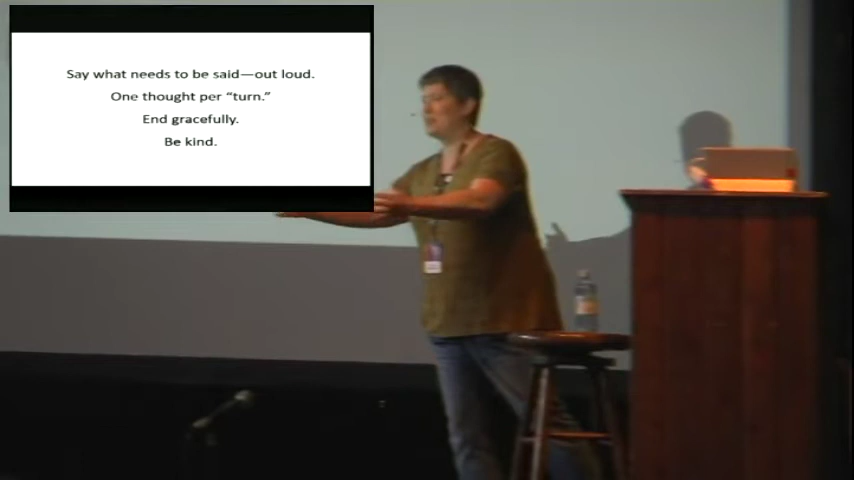 Say what needs to be said—out loud.
One thought per “turn.”
End gracefully.
Be kind.